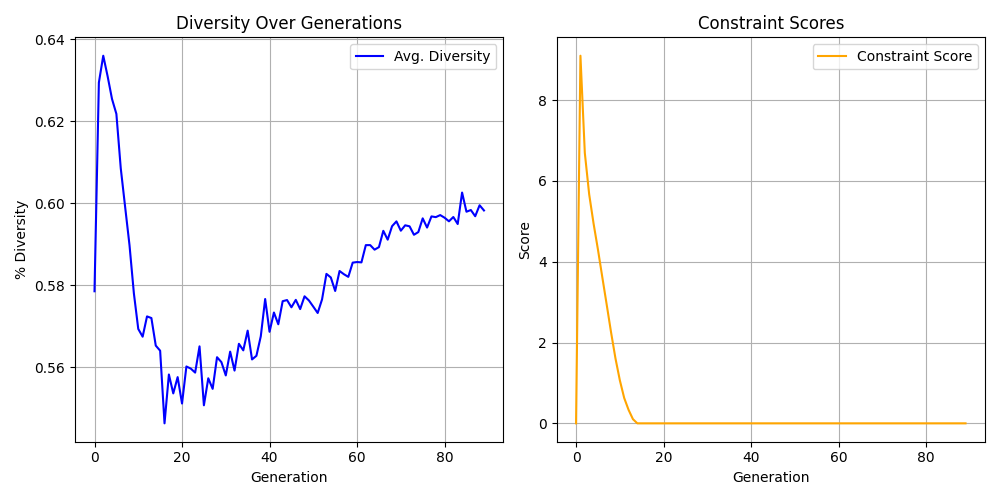 Diversity Over Generations
Avg. Diversity
% Diversity
0.64
0.62
0.60
0.58
0.56
0 20 40 60 80
Generation
Constraint Scores
Constraint Score
Score
8
6
4
2
0
0 20 40 60 80
Generation